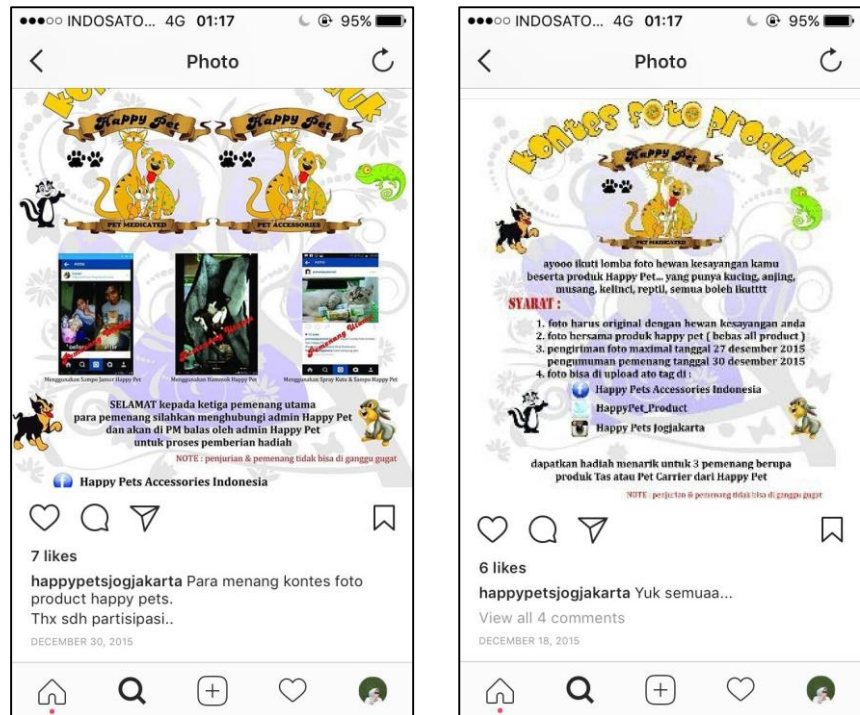 INDOSATO... 4G 01:17 95%
Photo
kontes foto produk
Happy Pet
Happy Pet
PET MEDICATED
PET ACCESSORIES
Pemenang Utama
Pemenang Utama
Pemenang Utama
Menggunakan Sampo Jamur Happy Pet
Menggunakan Hamook Happy Pet
Menggunakan Spray Kutu & Sampo Happy Pet
SELAMAT kepada ketiga pemenang utama
para pemenang silahkan menghubungi admin Happy Pet
dan akan di PM balas oleh admin Happy Pet
untuk proses pemberian hadiah
NOTE : penjurian & pemenang tidak bisa di ganggu gugat
Happy Pets Accessories Indonesia
7 likes
happypetsjogjakarta Para menang kontes foto
product happy pets.
Thx sdh partisipasi..
DECEMBER 30, 2015
INDOSATO... 4G 01:17 95%
Photo
kontes foto produk
Happy Pet
PET MEDICATED
ayooo ikuti lomba foto hewan kesayangan kamu
beserta produk Happy Pet... yang punya kucing, anjing,
musang, kelinci, reptil, semua boleh ikutttt
SYARAT :
1. foto harus original dengan hewan kesayangan anda
2. foto bersama produk happy pet ( bebas all product )
3. pengiriman foto maximal tanggal 27 desember 2015
pengumuman pemenang tanggal 30 desember 2015
4. foto bisa di upload ato tag di :
Happy Pets Accessories Indonesia
HappyPet_Product
Happy Pets Jogjakarta
dapatkan hadiah menarik untuk 3 pemenang berupa
produk Tas atau Pet Carrier dari Happy Pet
NOTE : penjurian & pemenang tidak bisa di ganggu gugat
6 likes
happypetsjogjakarta Yuk semuaa...
View all 4 comments
DECEMBER 18, 2015